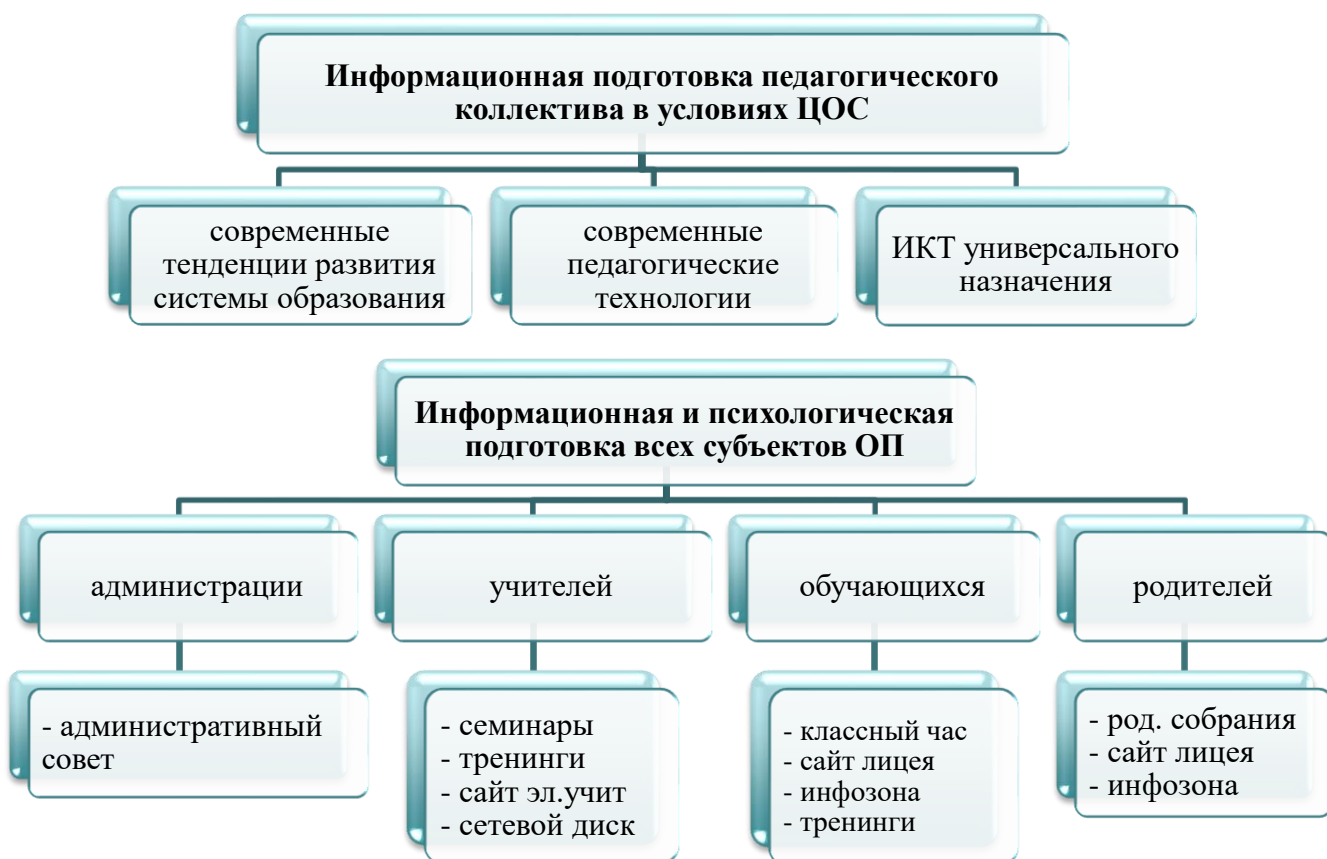 Информационная подготовка педагогического
коллектива в условиях ЦОС
современные
тенденции развития
системы образования
современные
педагогические
технологии
ИКТ универсального
назначения
Информационная и психологическая
подготовка всех субъектов ОП
администрации
учителей
обучающихся
родителей
- административный
совет
- семинары
- тренинги
- сайт эл.учит
- сетевой диск
- классный час
- сайт лицея
- инфозона
- тренинги
- род. собрания
- сайт лицея
- инфозона